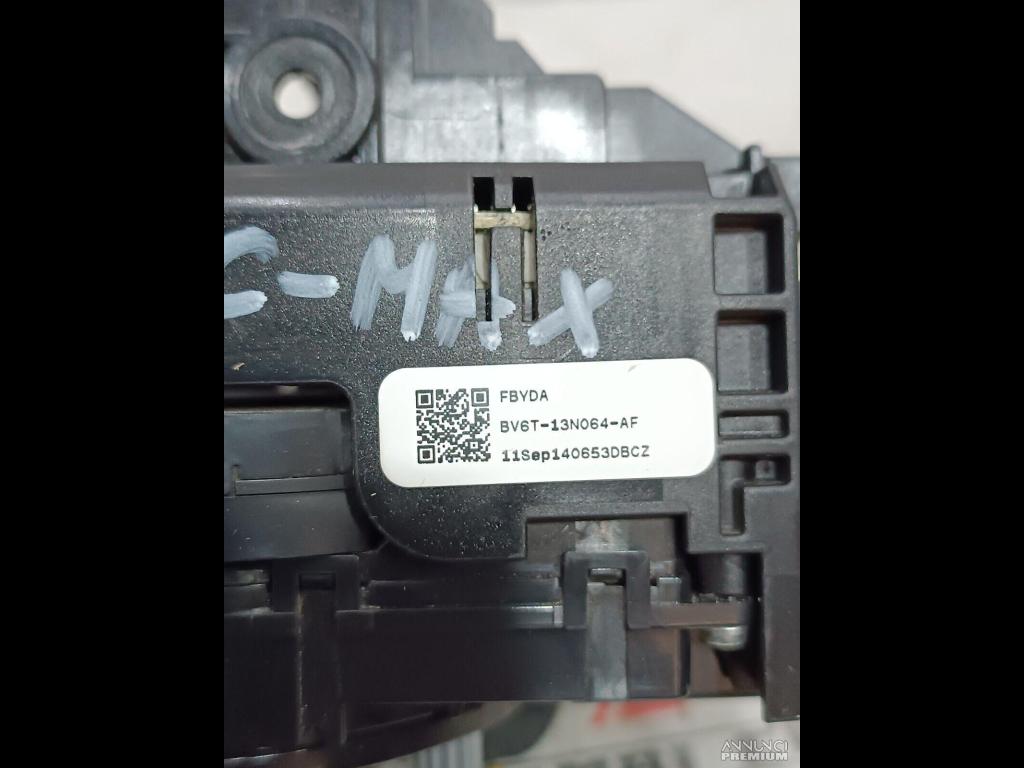 C-MAX
FBYDA
BV6T-13N064-AF
11Sep140653DBCZ
ANNUNCI
PREMIUM